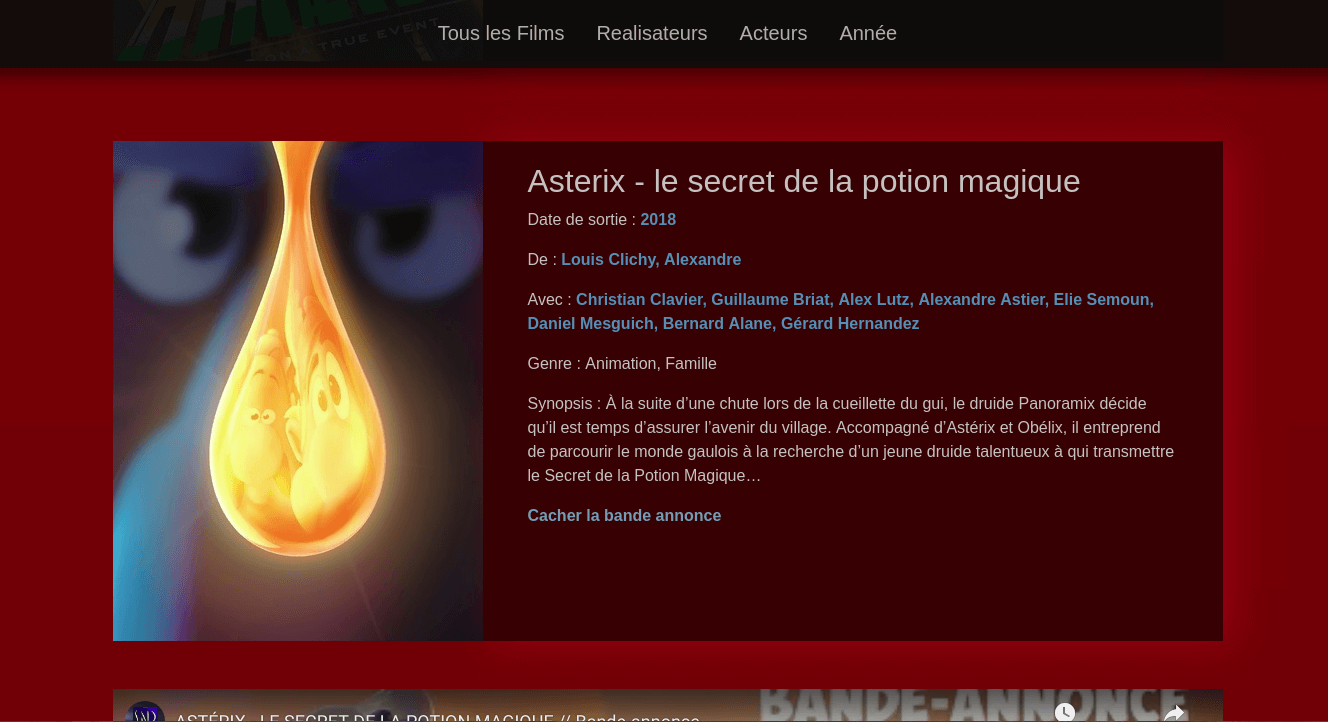 TRUE EVENT
Tous les Films Realisateurs Acteurs Année
Asterix - le secret de la potion magique
Date de sortie : 2018
De : Louis Clichy, Alexandre
Avec : Christian Clavier, Guillaume Briat, Alex Lutz, Alexandre Astier, Elie Semoun,
Daniel Mesguich, Bernard Alane, Gérard Hernandez
Genre : Animation, Famille
Synopsis : À la suite d’une chute lors de la cueillette du gui, le druide Panoramix décide
qu’il est temps d’assurer l’avenir du village. Accompagné d’Astérix et Obélix, il entreprend
de parcourir le monde gaulois à la recherche d’un jeune druide talentueux à qui transmettre
le Secret de la Potion Magique…
Cacher la bande annonce
BANDE-ANNONCE
ASTÉRIX - LE SECRET DE LA POTION MAGIQUE // Bande annonce